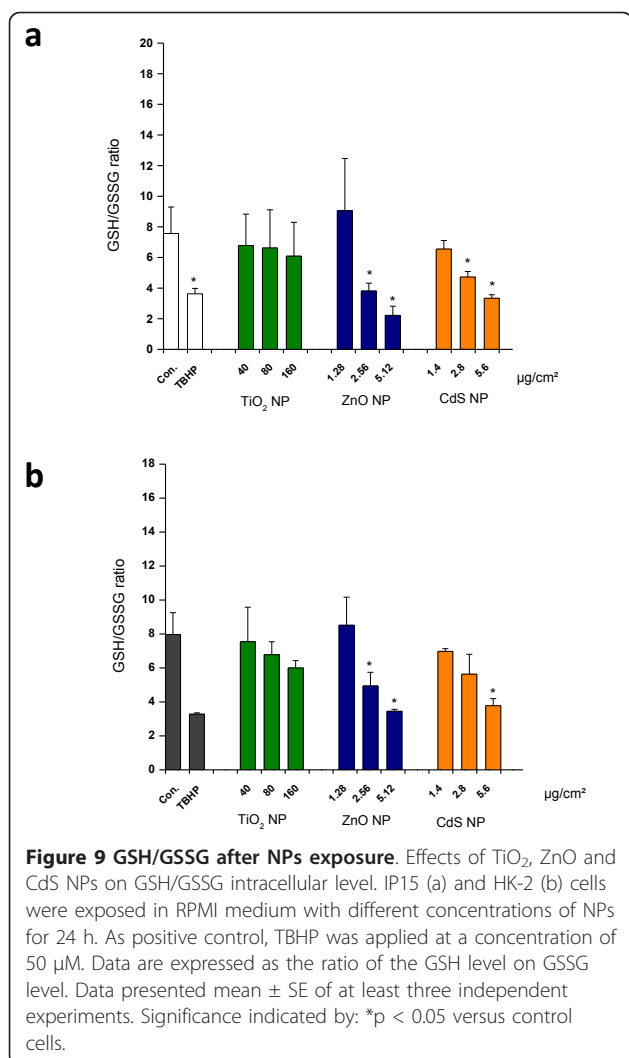 a
20
18
16
14
12
10
8
6
4
2
0
GSH/GSSG ratio
*
* *
* *
Con. TBHP 40 80 160 1.28 2.56 5.12 1.4 2.8 5.6 µg/cm²
TiO₂ NP ZnO NP CdS NP
b
18
16
14
12
10
8
6
4
2
0
GSH/GSSG ratio
* *
*
Con. TBHP 40 80 160 1.28 2.56 5.12 1.4 2.8 5.6 µg/cm²
TiO₂ NP ZnO NP CdS NP
Figure 9 GSH/GSSG after NPs exposure. Effects of TiO₂, ZnO and
CdS NPs on GSH/GSSG intracellular level. IP15 (a) and HK-2 (b) cells
were exposed in RPMI medium with different concentrations of NPs
for 24 h. As positive control, TBHP was applied at a concentration of
50 µM. Data are expressed as the ratio of the GSH level on GSSG
level. Data presented mean ± SE of at least three independent
experiments. Significance indicated by: *p < 0.05 versus control
cells.